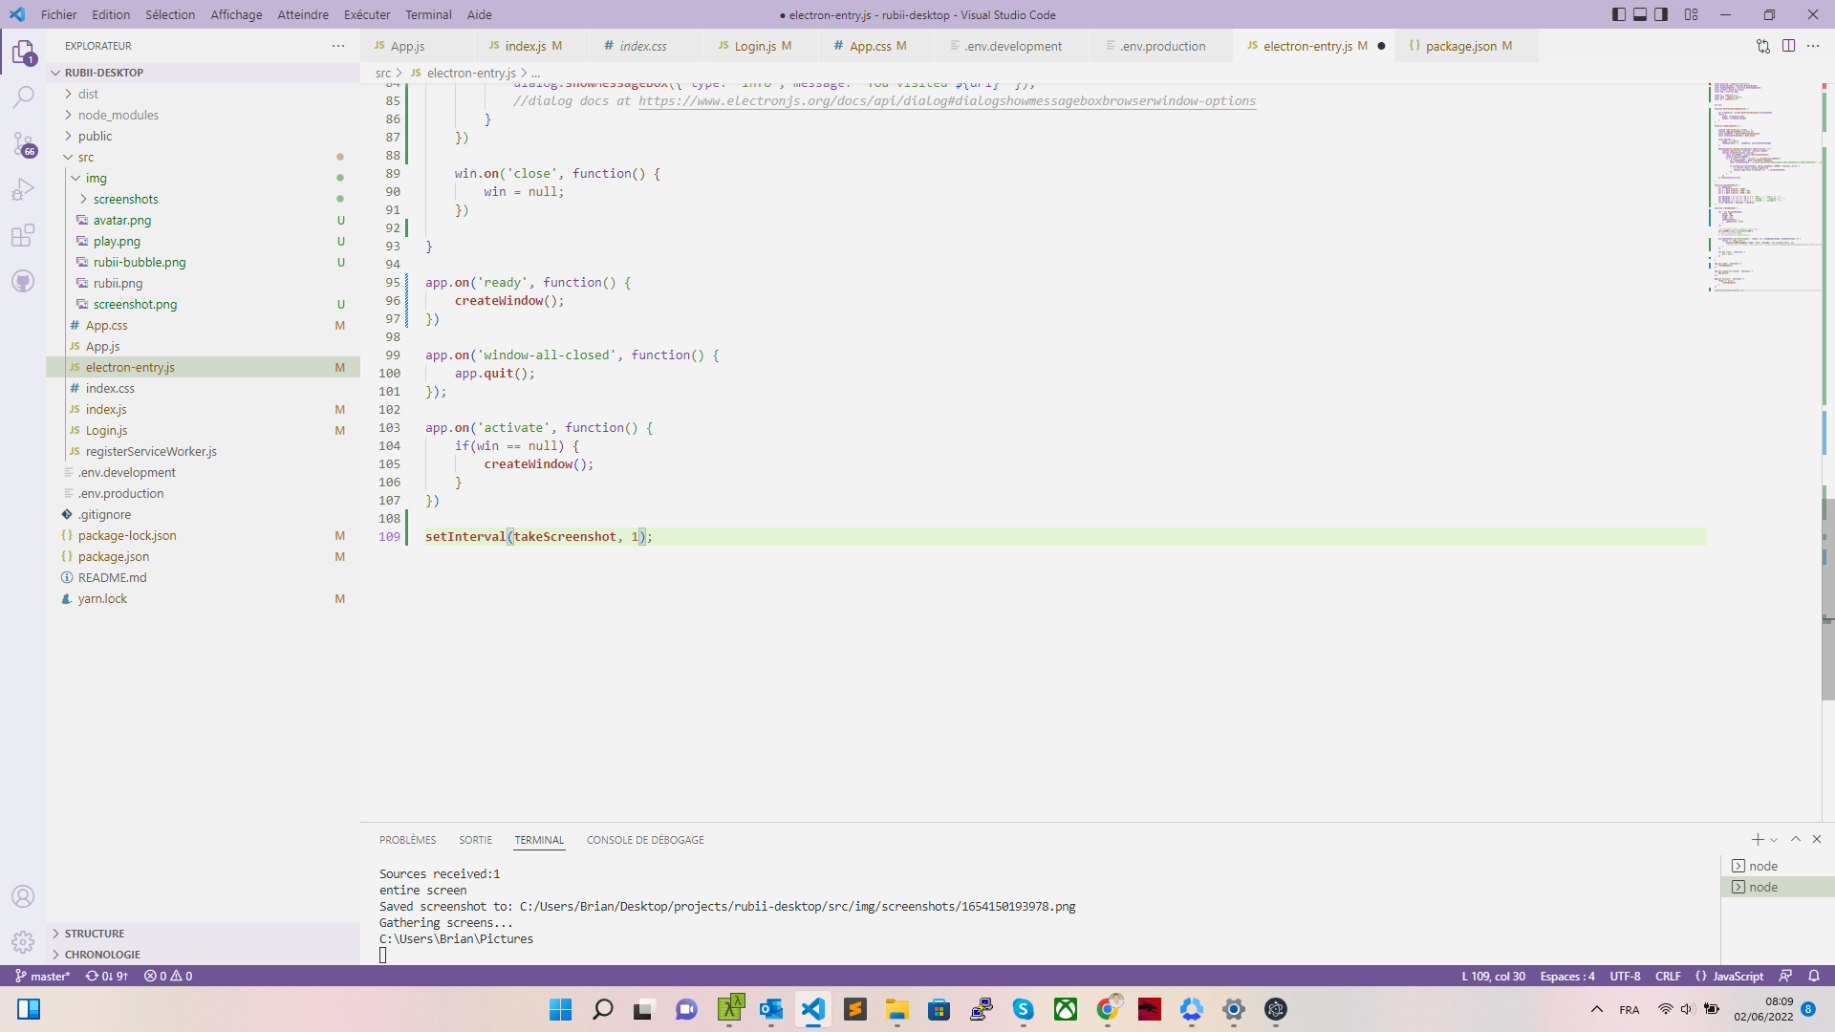 Fichier Edition Sélection Affichage Atteindre Exécuter Terminal Aide
● electron-entry.js - rubii-desktop - Visual Studio Code
EXPLORATEUR
RUBII-DESKTOP
dist
node_modules
public
src
img
screenshots
avatar.png U
play.png U
rubii-bubble.png U
rubii.png
screenshot.png U
# App.css M
JS App.js
JS electron-entry.js M
# index.css
JS index.js M
JS Login.js M
JS registerServiceWorker.js
.env.development
.env.production
.gitignore
{} package-lock.json M
{} package.json M
README.md
yarn.lock M
STRUCTURE
CHRONOLOGIE
1
66
JS App.js JS index.js M # index.css JS Login.js M # App.css M .env.development .env.production JS electron-entry.js M ● {} package.json M
src > JS electron-entry.js > ...
84 dialog.showMessageBox({ type: 'info', message: `You visited ${url}` });
85 //dialog docs at https://www.electronjs.org/docs/api/dialog#dialogshowmessageboxbrowserwindow-options
86 }
87 })
88
89 win.on('close', function() {
90 win = null;
91 })
92
93 }
94
95 app.on('ready', function() {
96 createWindow();
97 })
98
99 app.on('window-all-closed', function() {
100 app.quit();
101 });
102
103 app.on('activate', function() {
104 if(win == null) {
105 createWindow();
106 }
107 })
108
109 setInterval(takeScreenshot, 1);
PROBLÈMES SORTIE TERMINAL CONSOLE DE DÉBOGAGE
Sources received:1
entire screen
Saved screenshot to: C:/Users/Brian/Desktop/projects/rubii-desktop/src/img/screenshots/1654150193978.png
Gathering screens...
C:\Users\Brian\Pictures
node
node
master* 0↓ 9↑ 0 0 L 109, col 30 Espaces : 4 UTF-8 CRLF {} JavaScript
FRA
08:09
02/06/2022
8